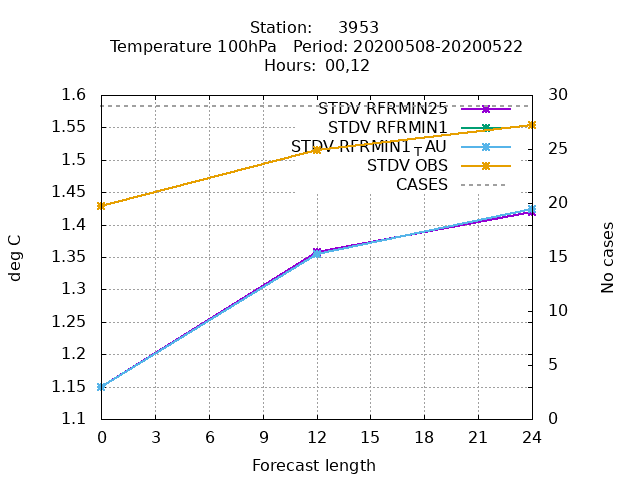 Station: 3953
Temperature 100hPa Period: 20200508-20200522
Hours: 00,12
1.6
1.55
1.5
1.45
1.4
1.35
1.3
1.25
1.2
1.15
1.1
deg C
STDV RFRMIN25
STDV RFRMIN1
STDV RFRMIN1TAU
STDV OBS
CASES
30
25
20
15
10
5
0
No cases
0 3 6 9 12 15 18 21 24
Forecast length